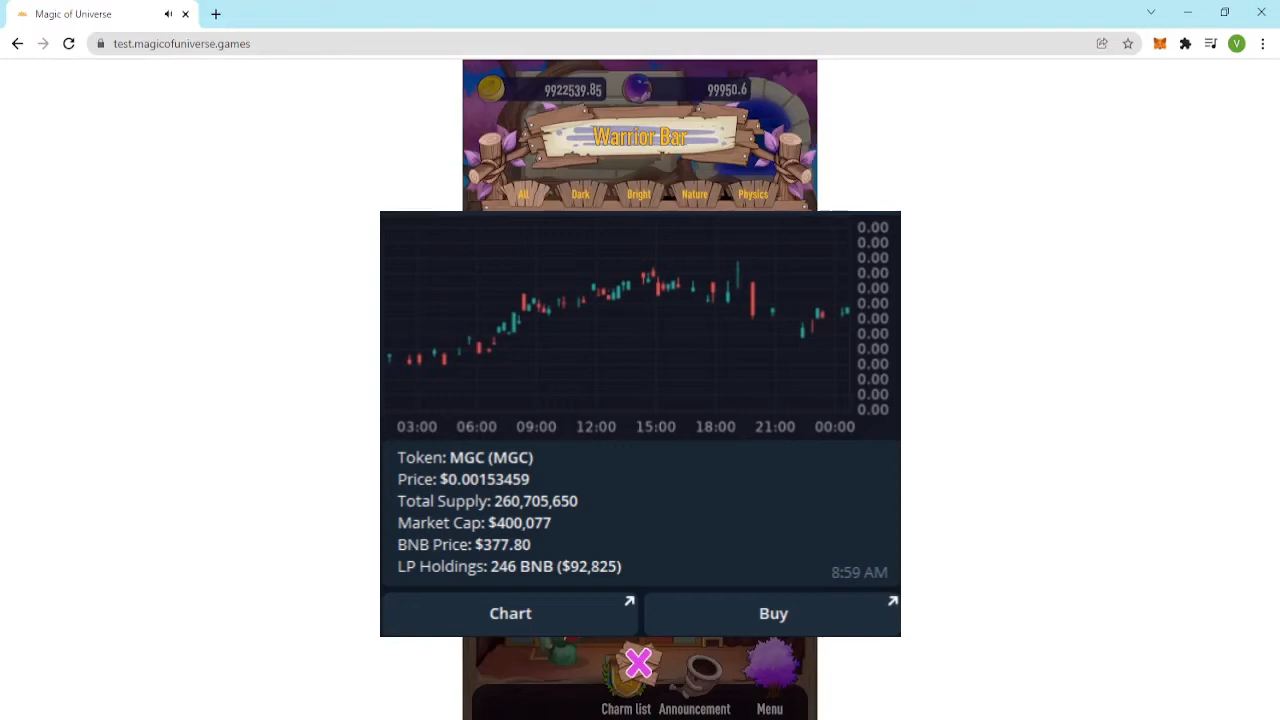 Magic of Universe
test.magicofuniverse.games
V
9922539.85
99950.6
Warrior Bar
All
Dark
Bright
Nature
Physics
0.00
0.00
0.00
0.00
0.00
0.00
0.00
0.00
0.00
0.00
0.00
0.00
0.00
03:00 06:00 09:00 12:00 15:00 18:00 21:00 00:00
Token: MGC (MGC)
Price: $0.00153459
Total Supply: 260,705,650
Market Cap: $400,077
BNB Price: $377.80
LP Holdings: 246 BNB ($92,825)
8:59 AM
Chart
Buy
Charm list
Announcement
Menu